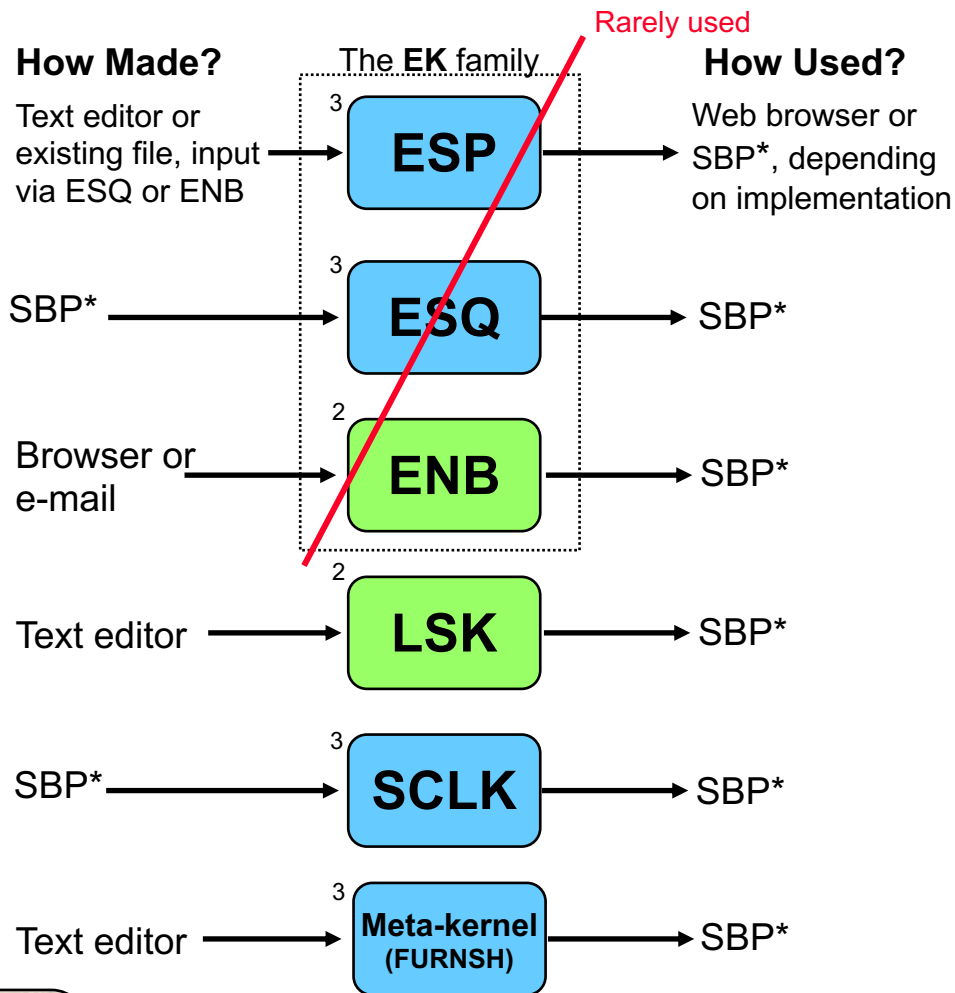 Rarely used
How Made?
The EK family
How Used?
Text editor or
existing file, input
via ESQ or ENB
3
ESP
Web browser or
SBP*, depending
on implementation
SBP*
3
ESQ
SBP*
Browser or
e-mail
2
ENB
SBP*
Text editor
2
LSK
SBP*
SBP*
3
SCLK
SBP*
Text editor
3
Meta-kernel
(FURNSH)
SBP*